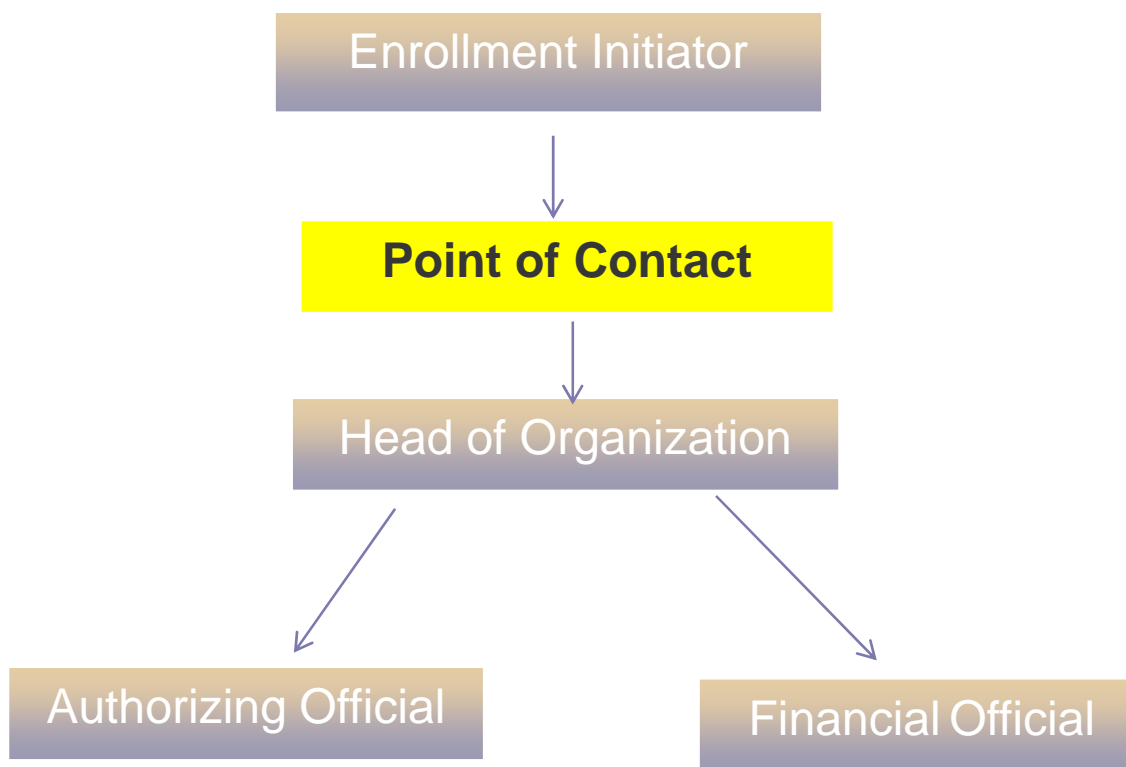 Enrollment Initiator
Point of Contact
Head of Organization
Authorizing Official
Financial Official